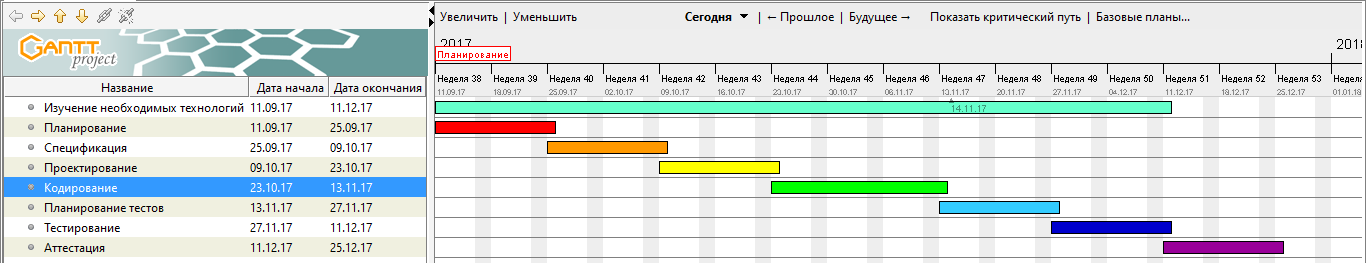 Увеличить | Уменьшить Сегодня ▼ | ← Прошлое | Будущее → Показать критический путь | Базовые планы...
GANTT project
2017 2018
Планирование
Название Дата начала Дата окончания
Неделя 38 Неделя 39 Неделя 40 Неделя 41 Неделя 42 Неделя 43 Неделя 44 Неделя 45 Неделя 46 Неделя 47 Неделя 48 Неделя 49 Неделя 50 Неделя 51 Неделя 52 Неделя 53 Неделя 1
11.09.17 18.09.17 25.09.17 02.10.17 09.10.17 16.10.17 23.10.17 30.10.17 06.11.17 13.11.17 20.11.17 27.11.17 04.12.17 11.12.17 18.12.17 25.12.17 01.01.18
Изучение необходимых технологий 11.09.17 11.12.17 14.11.17
Планирование 11.09.17 25.09.17
Спецификация 25.09.17 09.10.17
Проектирование 09.10.17 23.10.17
Кодирование 23.10.17 13.11.17
Планирование тестов 13.11.17 27.11.17
Тестирование 27.11.17 11.12.17
Аттестация 11.12.17 25.12.17